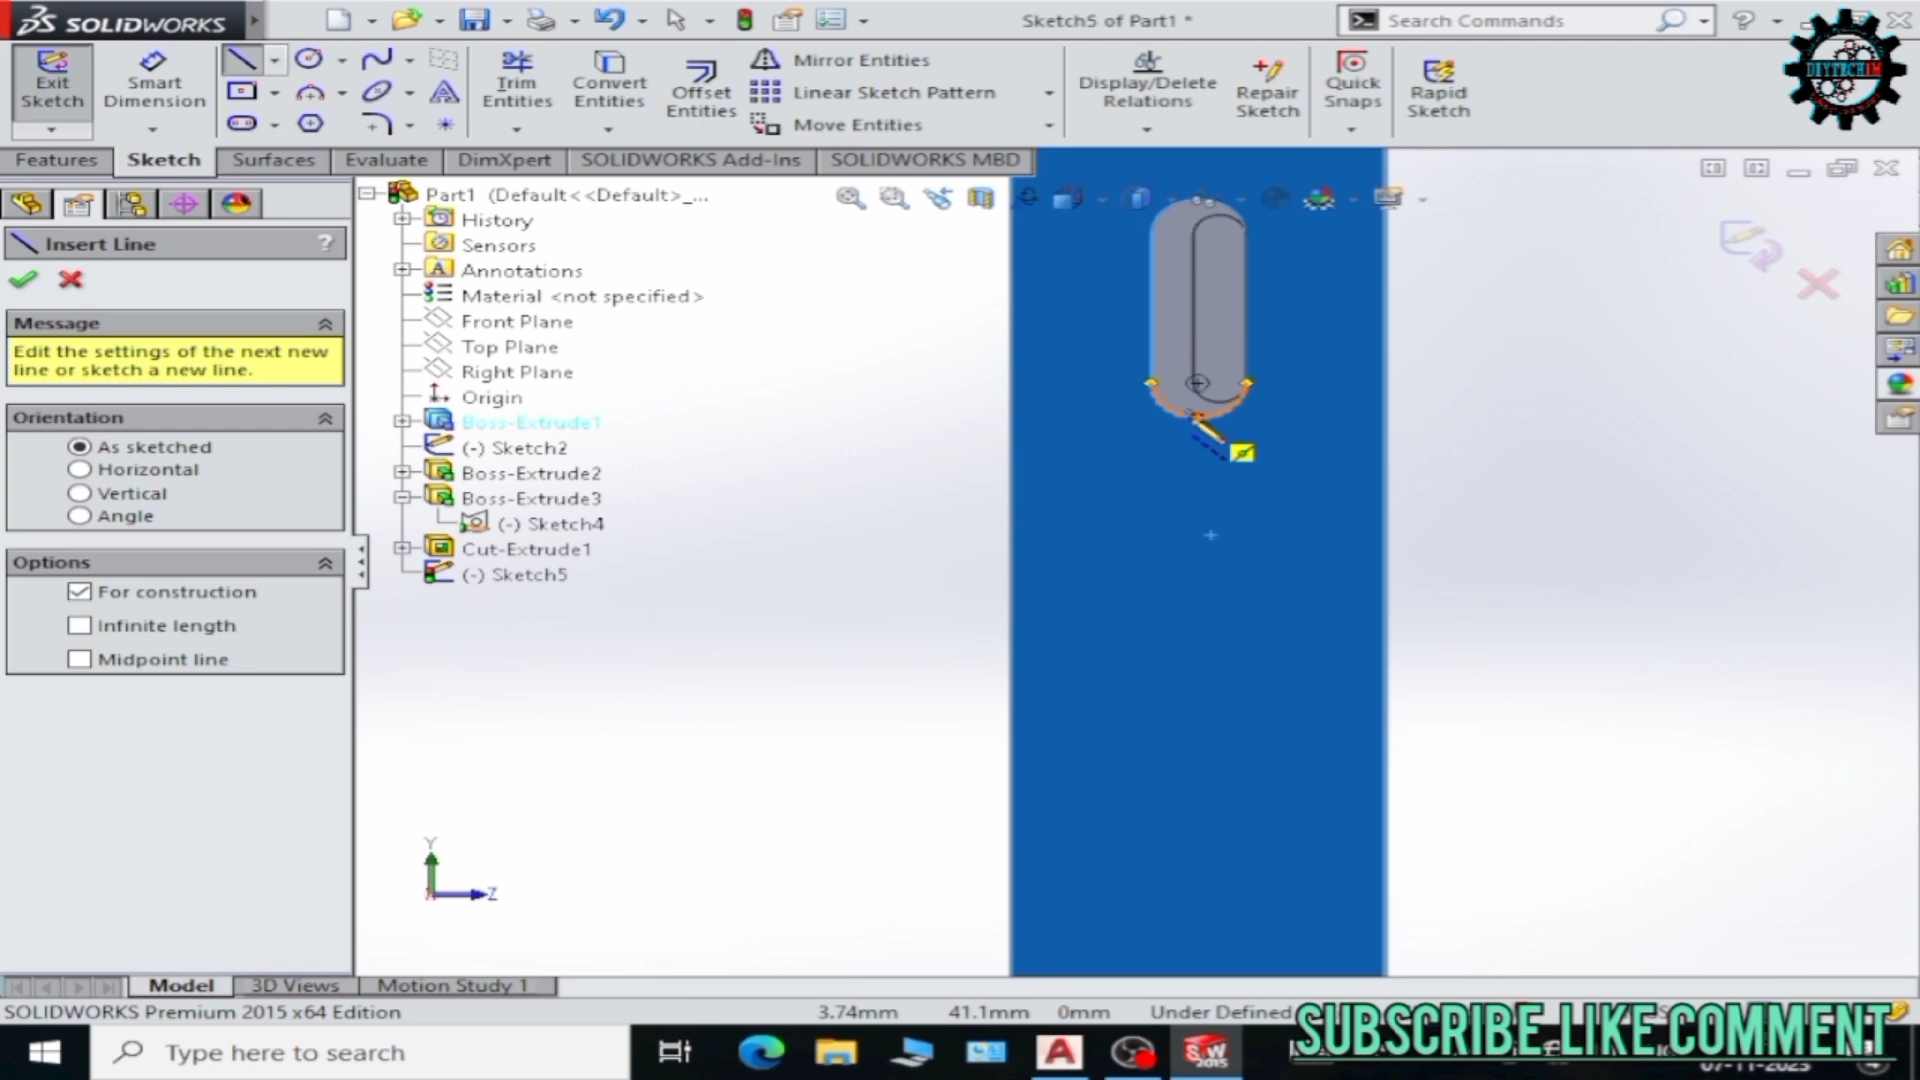 SOLIDWORKS
Sketch5 of Part1 *
Search Commands
Exit Sketch
Smart Dimension
Trim Entities
Convert Entities
Offset Entities
Mirror Entities
Linear Sketch Pattern
Move Entities
Display/Delete Relations
Repair Sketch
Quick Snaps
Rapid Sketch
DIYTECHIM
Features
Sketch
Surfaces
Evaluate
DimXpert
SOLIDWORKS Add-Ins
SOLIDWORKS MBD
Insert Line
?
Message
Edit the settings of the next new
line or sketch a new line.
Orientation
As sketched
Horizontal
Vertical
Angle
Options
For construction
Infinite length
Midpoint line
Part1 (Default<<Default>_...
History
Sensors
Annotations
Material <not specified>
Front Plane
Top Plane
Right Plane
Origin
Boss-Extrude1
(-) Sketch2
Boss-Extrude2
Boss-Extrude3
(-) Sketch4
Cut-Extrude1
(-) Sketch5
Y
Z
Model
3D Views
Motion Study 1
SOLIDWORKS Premium 2015 x64 Edition
3.74mm
41.1mm
0mm
Under Defined
SUBSCRIBE LIKE COMMENT
Type here to search
SW
2015
07-11-2023